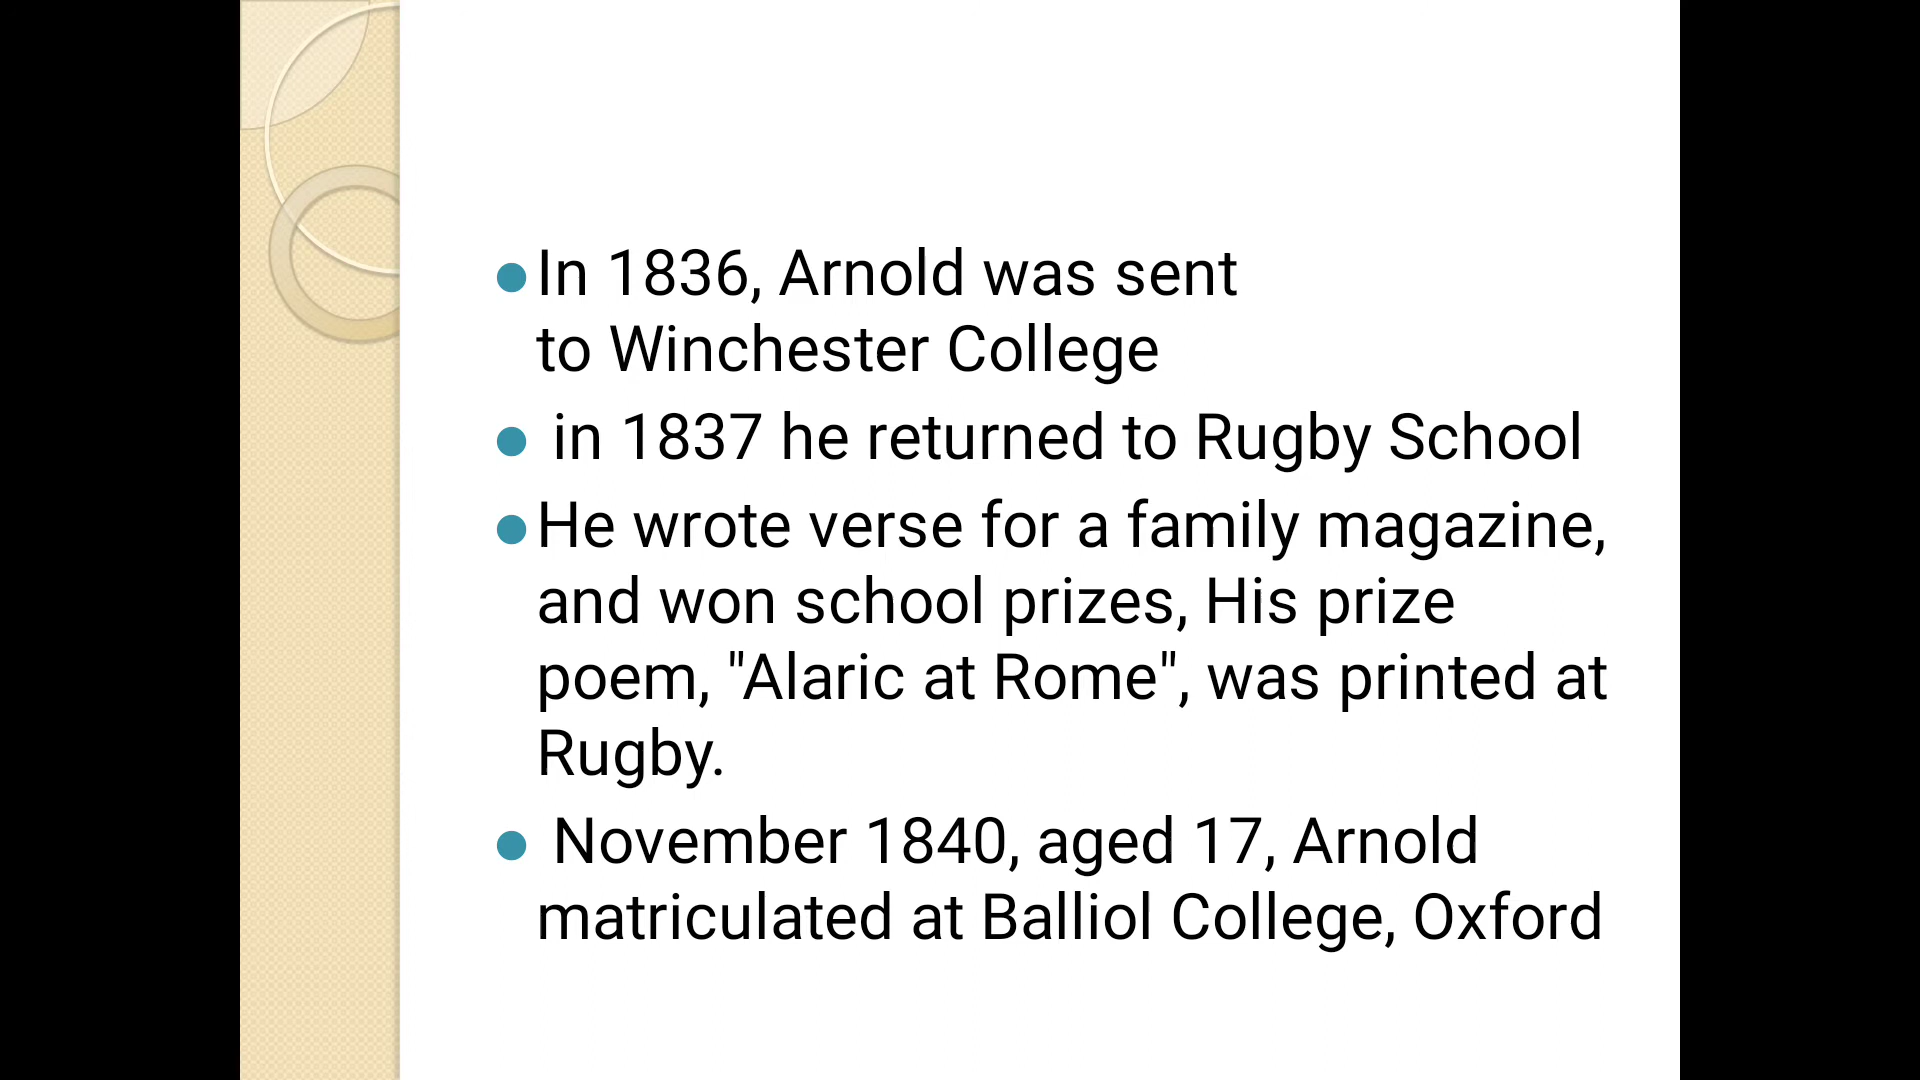 In 1836, Arnold was sent
to Winchester College
in 1837 he returned to Rugby School
He wrote verse for a family magazine,
and won school prizes, His prize
poem, "Alaric at Rome", was printed at
Rugby.
November 1840, aged 17, Arnold
matriculated at Balliol College, Oxford